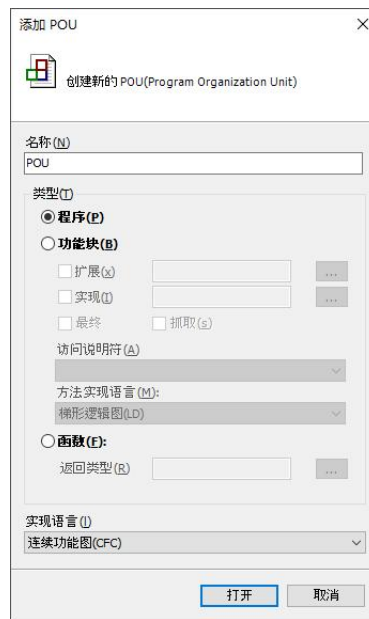 添加 POU
创建新的 POU(Program Organization Unit)
名称(N)
POU
类型(T)
程序(P)
功能块(B)
扩展(x)
...
实现(I)
...
最终 抓取(s)
访问说明符(A)
方法实现语言(M):
梯形逻辑图(LD)
函数(F):
返回类型(R)
...
实现语言(I)
连续功能图(CFC)
打开 取消